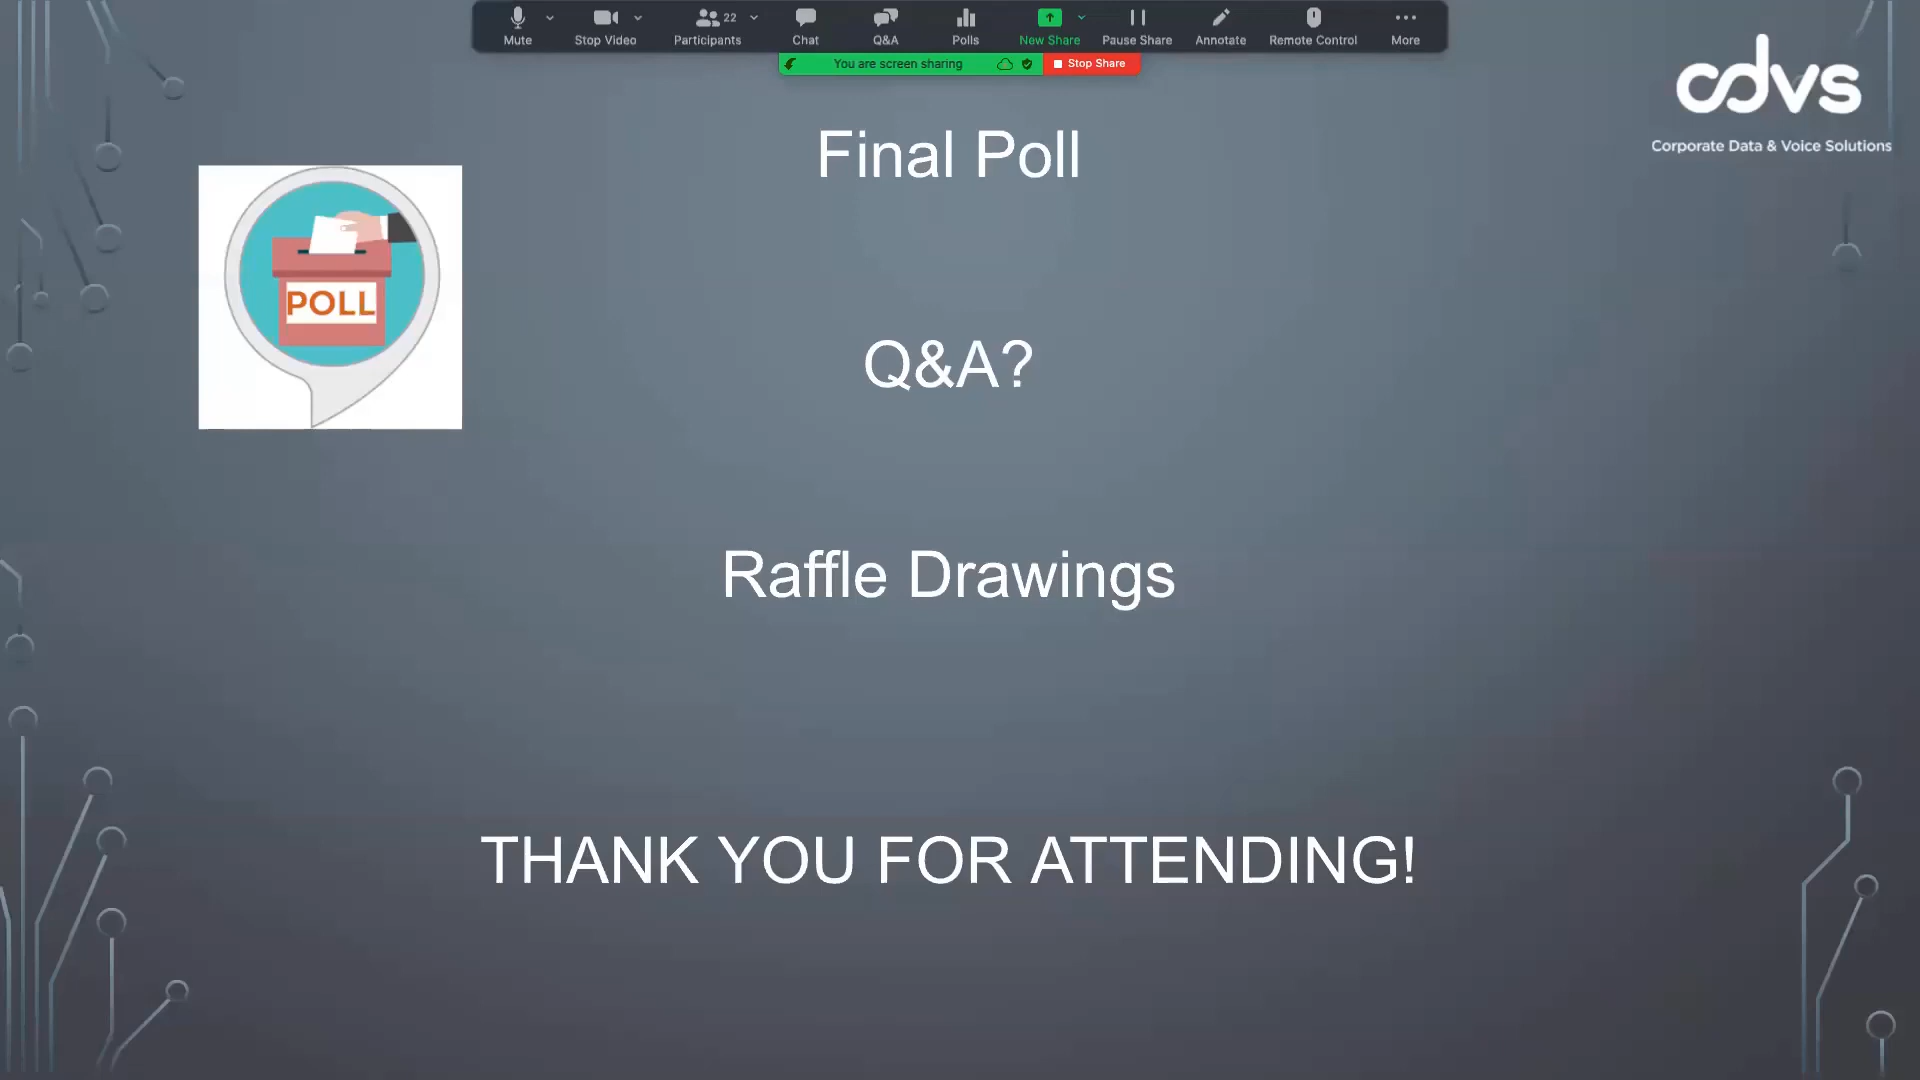 22
Mute Stop Video Participants Chat Q&A Polls New Share Pause Share Annotate Remote Control More
You are screen sharing Stop Share
cdvs
Corporate Data & Voice Solutions
Final Poll
POLL
Q&A?
Raffle Drawings
THANK YOU FOR ATTENDING!